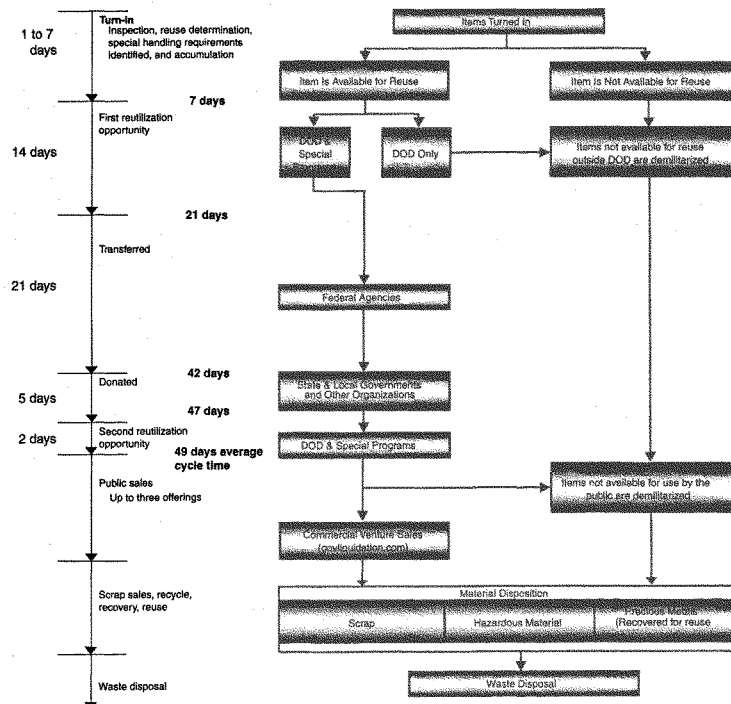 Turn-in
Inspection, reuse determination,
special handling requirements
identified, and accumulation
1 to 7
days
7 days
First reutilization
opportunity
14 days
21 days
Transferred
21 days
42 days
Donated
5 days
47 days
Second reutilization
opportunity
2 days
49 days average
cycle time
Public sales
Up to three offerings
Scrap sales, recycle,
recovery, reuse
Waste disposal
Items Turned in
Item is Available for Reuse
Item Is Not Available for Reuse
DOD &
Special
DOD Only
Items not available for reuse
outside DOD are demilitarized
Federal Agencies
State & Local Governments
and Other Organizations
DOD & Special Programs
Items not available for use by the
public are demilitarized
Commercial Venture Sales
(govliquidation.com)
Material Disposition
Scrap
Hazardous Material
Precious Metals
(Recovered for reuse
Waste Disposal